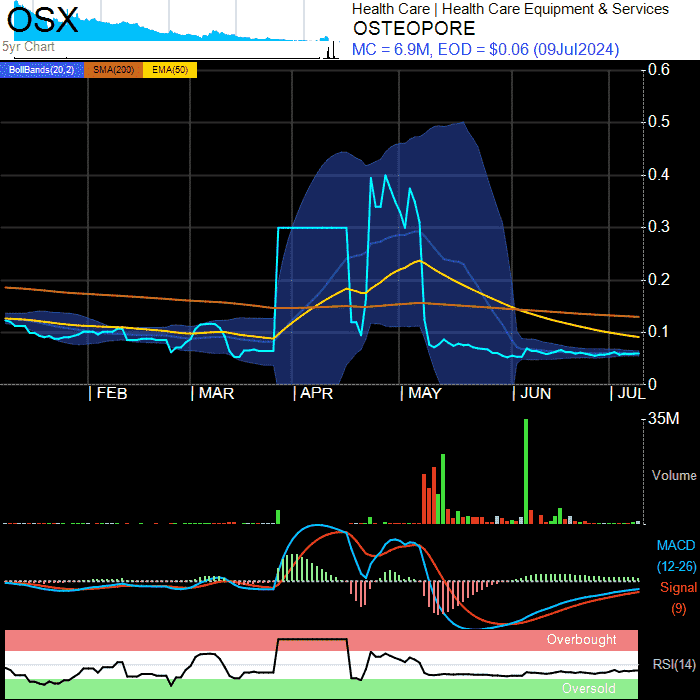 OSX
5yr Chart
Health Care | Health Care Equipment & Services
OSTEOPORE
MC = 6.9M, EOD = $0.06 (09Jul2024)
BollBands(20,2) SMA(200) EMA(50)
0.6
0.5
0.4
0.3
0.2
0.1
0
FEB MAR APR MAY JUN JUL
35M
Volume
MACD
(12-26)
Signal
(9)
Overbought
RSI(14)
Oversold